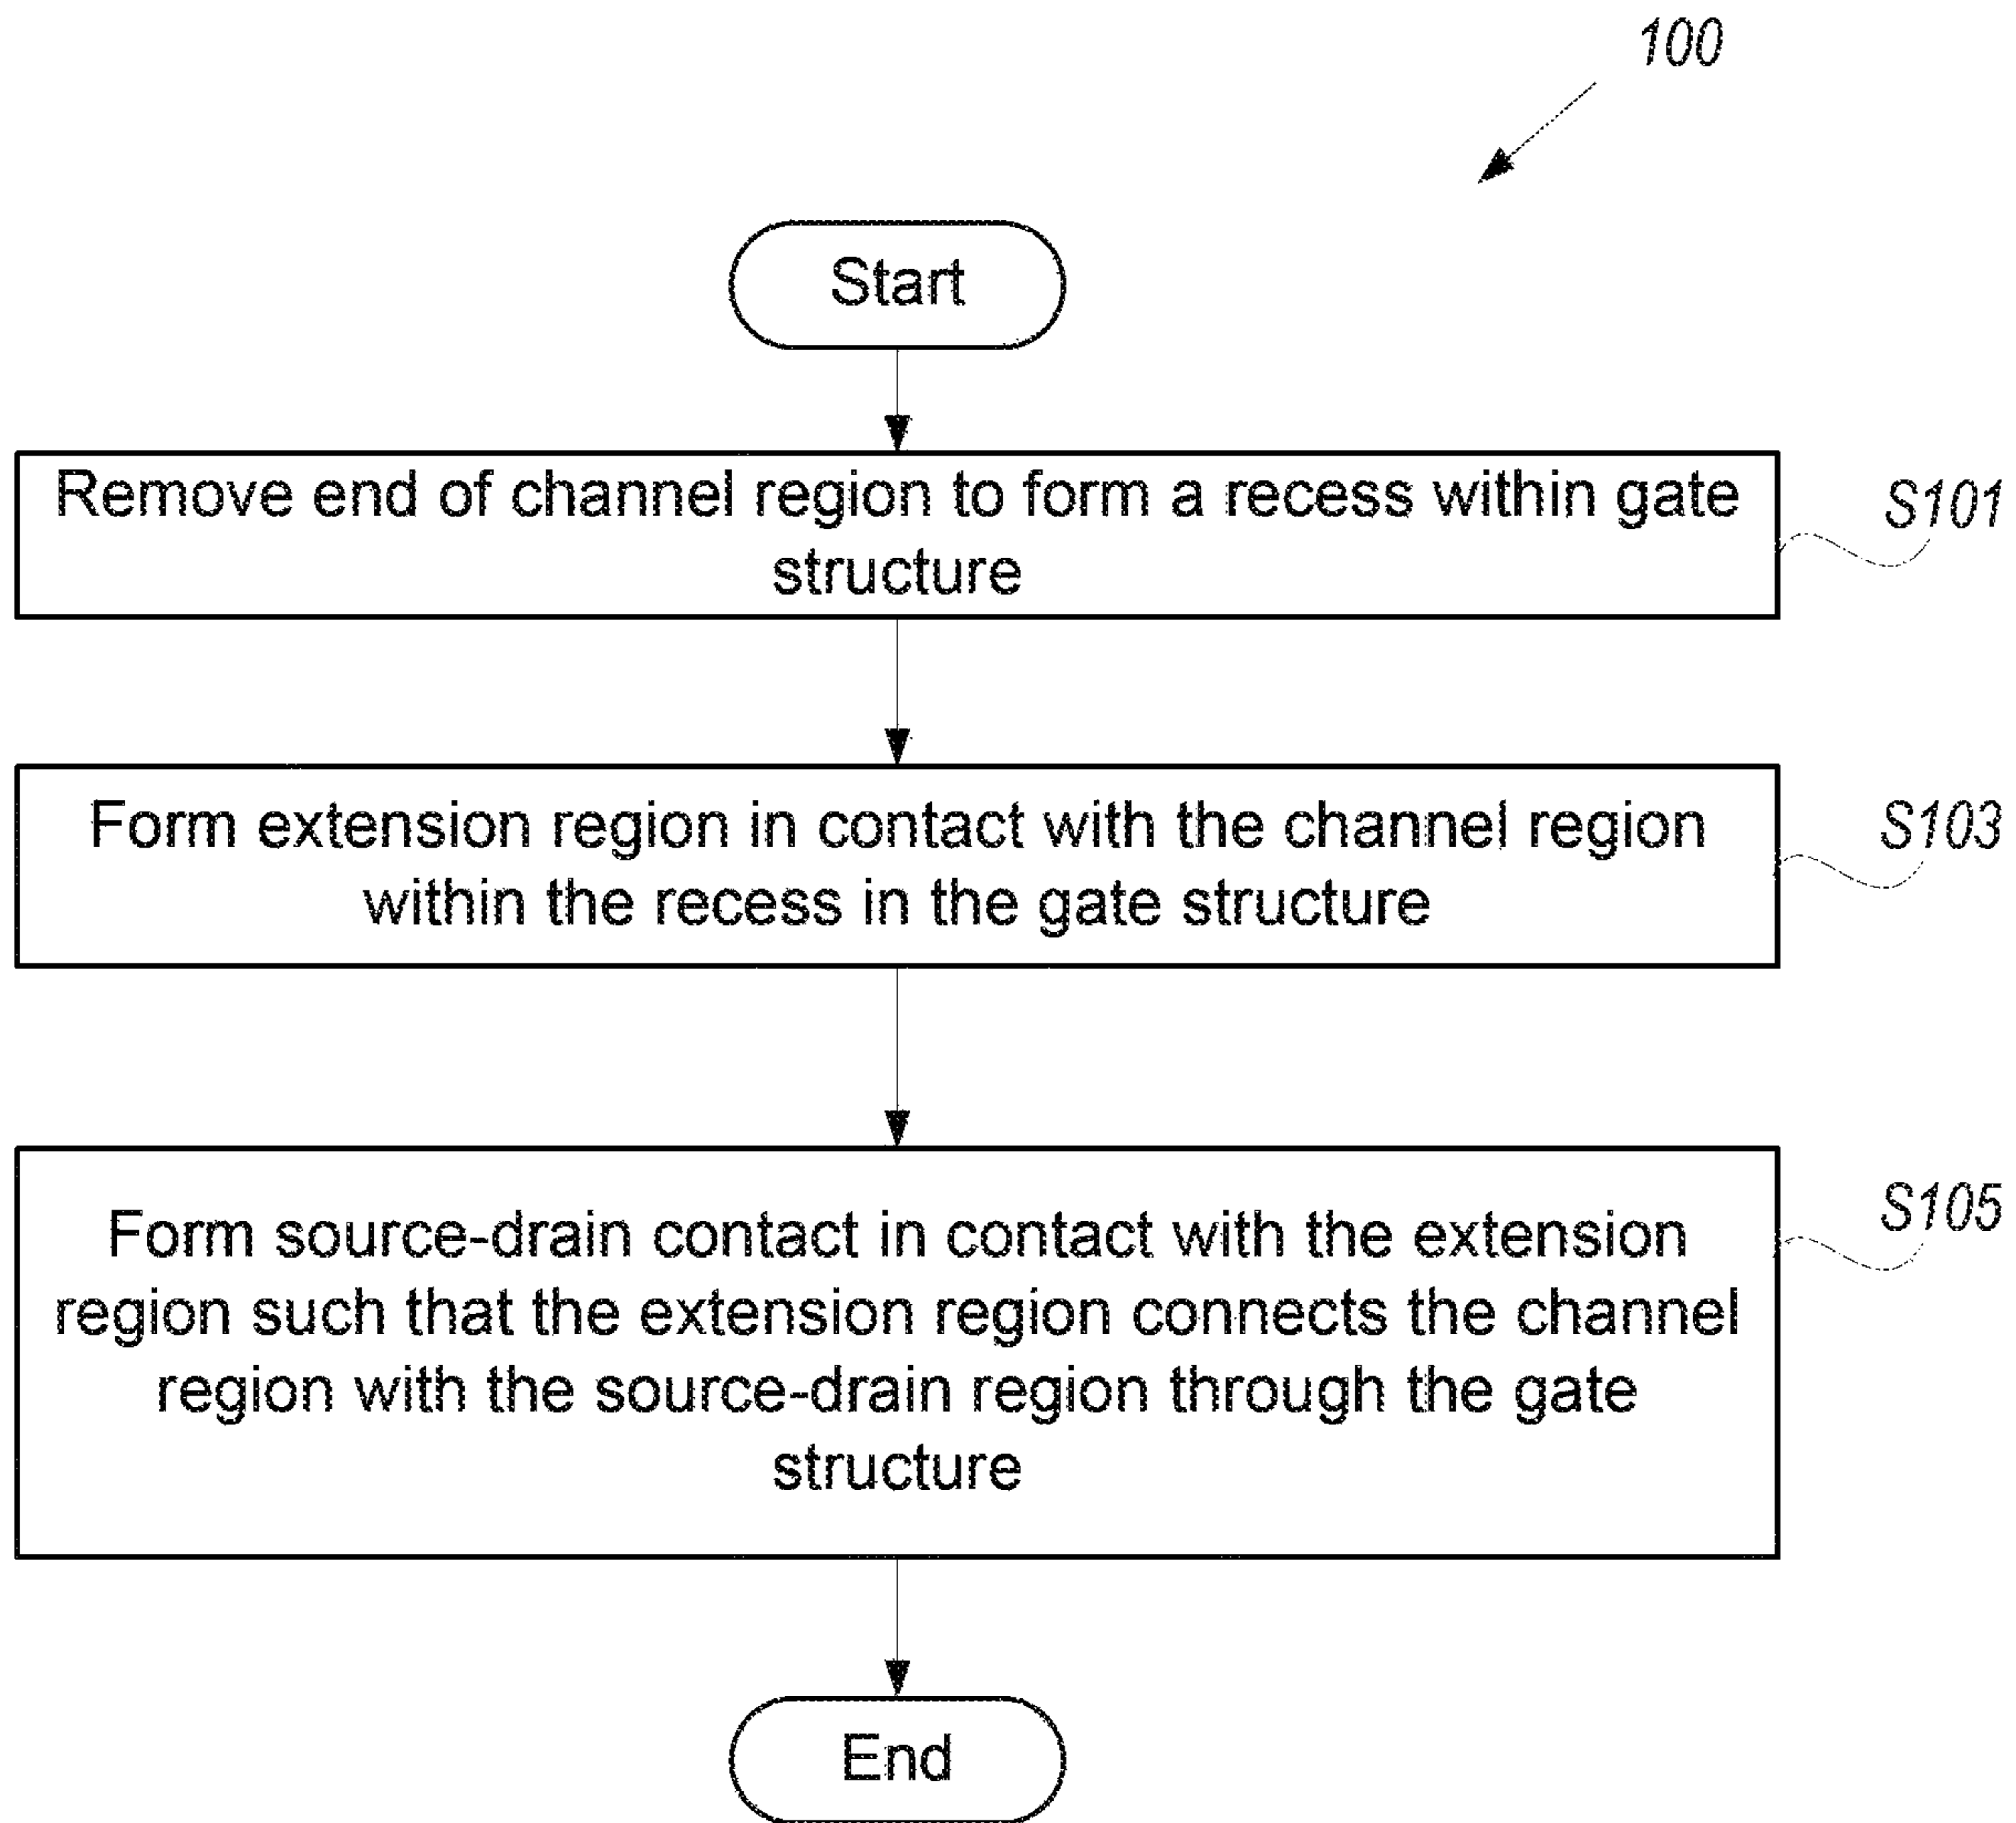 100
Start
Remove end of channel region to form a recess within gate
structure
S101
Form extension region in contact with the channel region
within the recess in the gate structure
S103
Form source-drain contact in contact with the extension
region such that the extension region connects the channel
region with the source-drain region through the gate
structure
S105
End